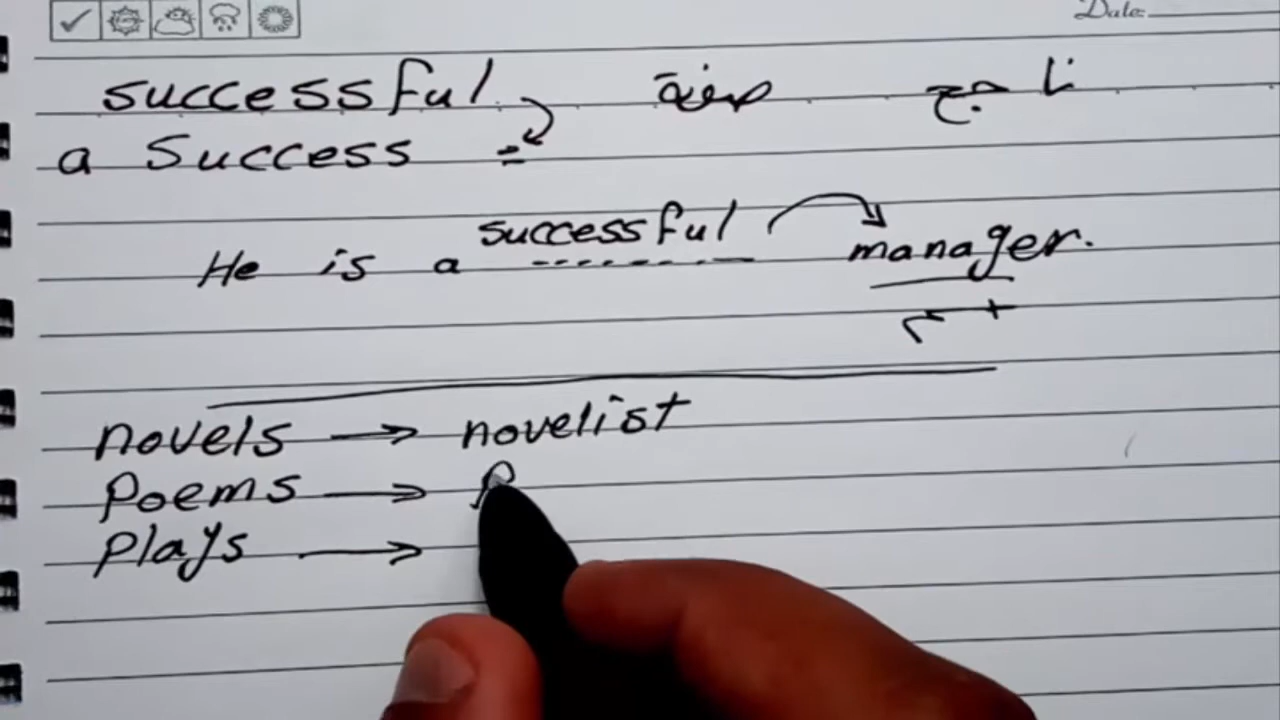 Date:
successful صفة ناجح
a Success =
successful
He is a -------- manager.
novels → novelist
Poems → P
Plays →